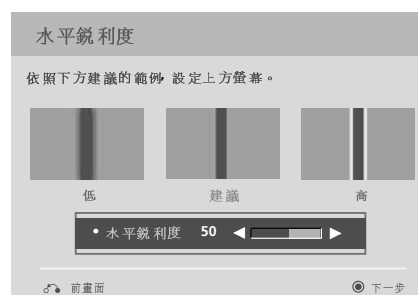 水平銳利度
依照下方建議的範例，設定上方螢幕。
低 建議 高
• 水平銳利度 50 ◀ ▶
前畫面 下一步